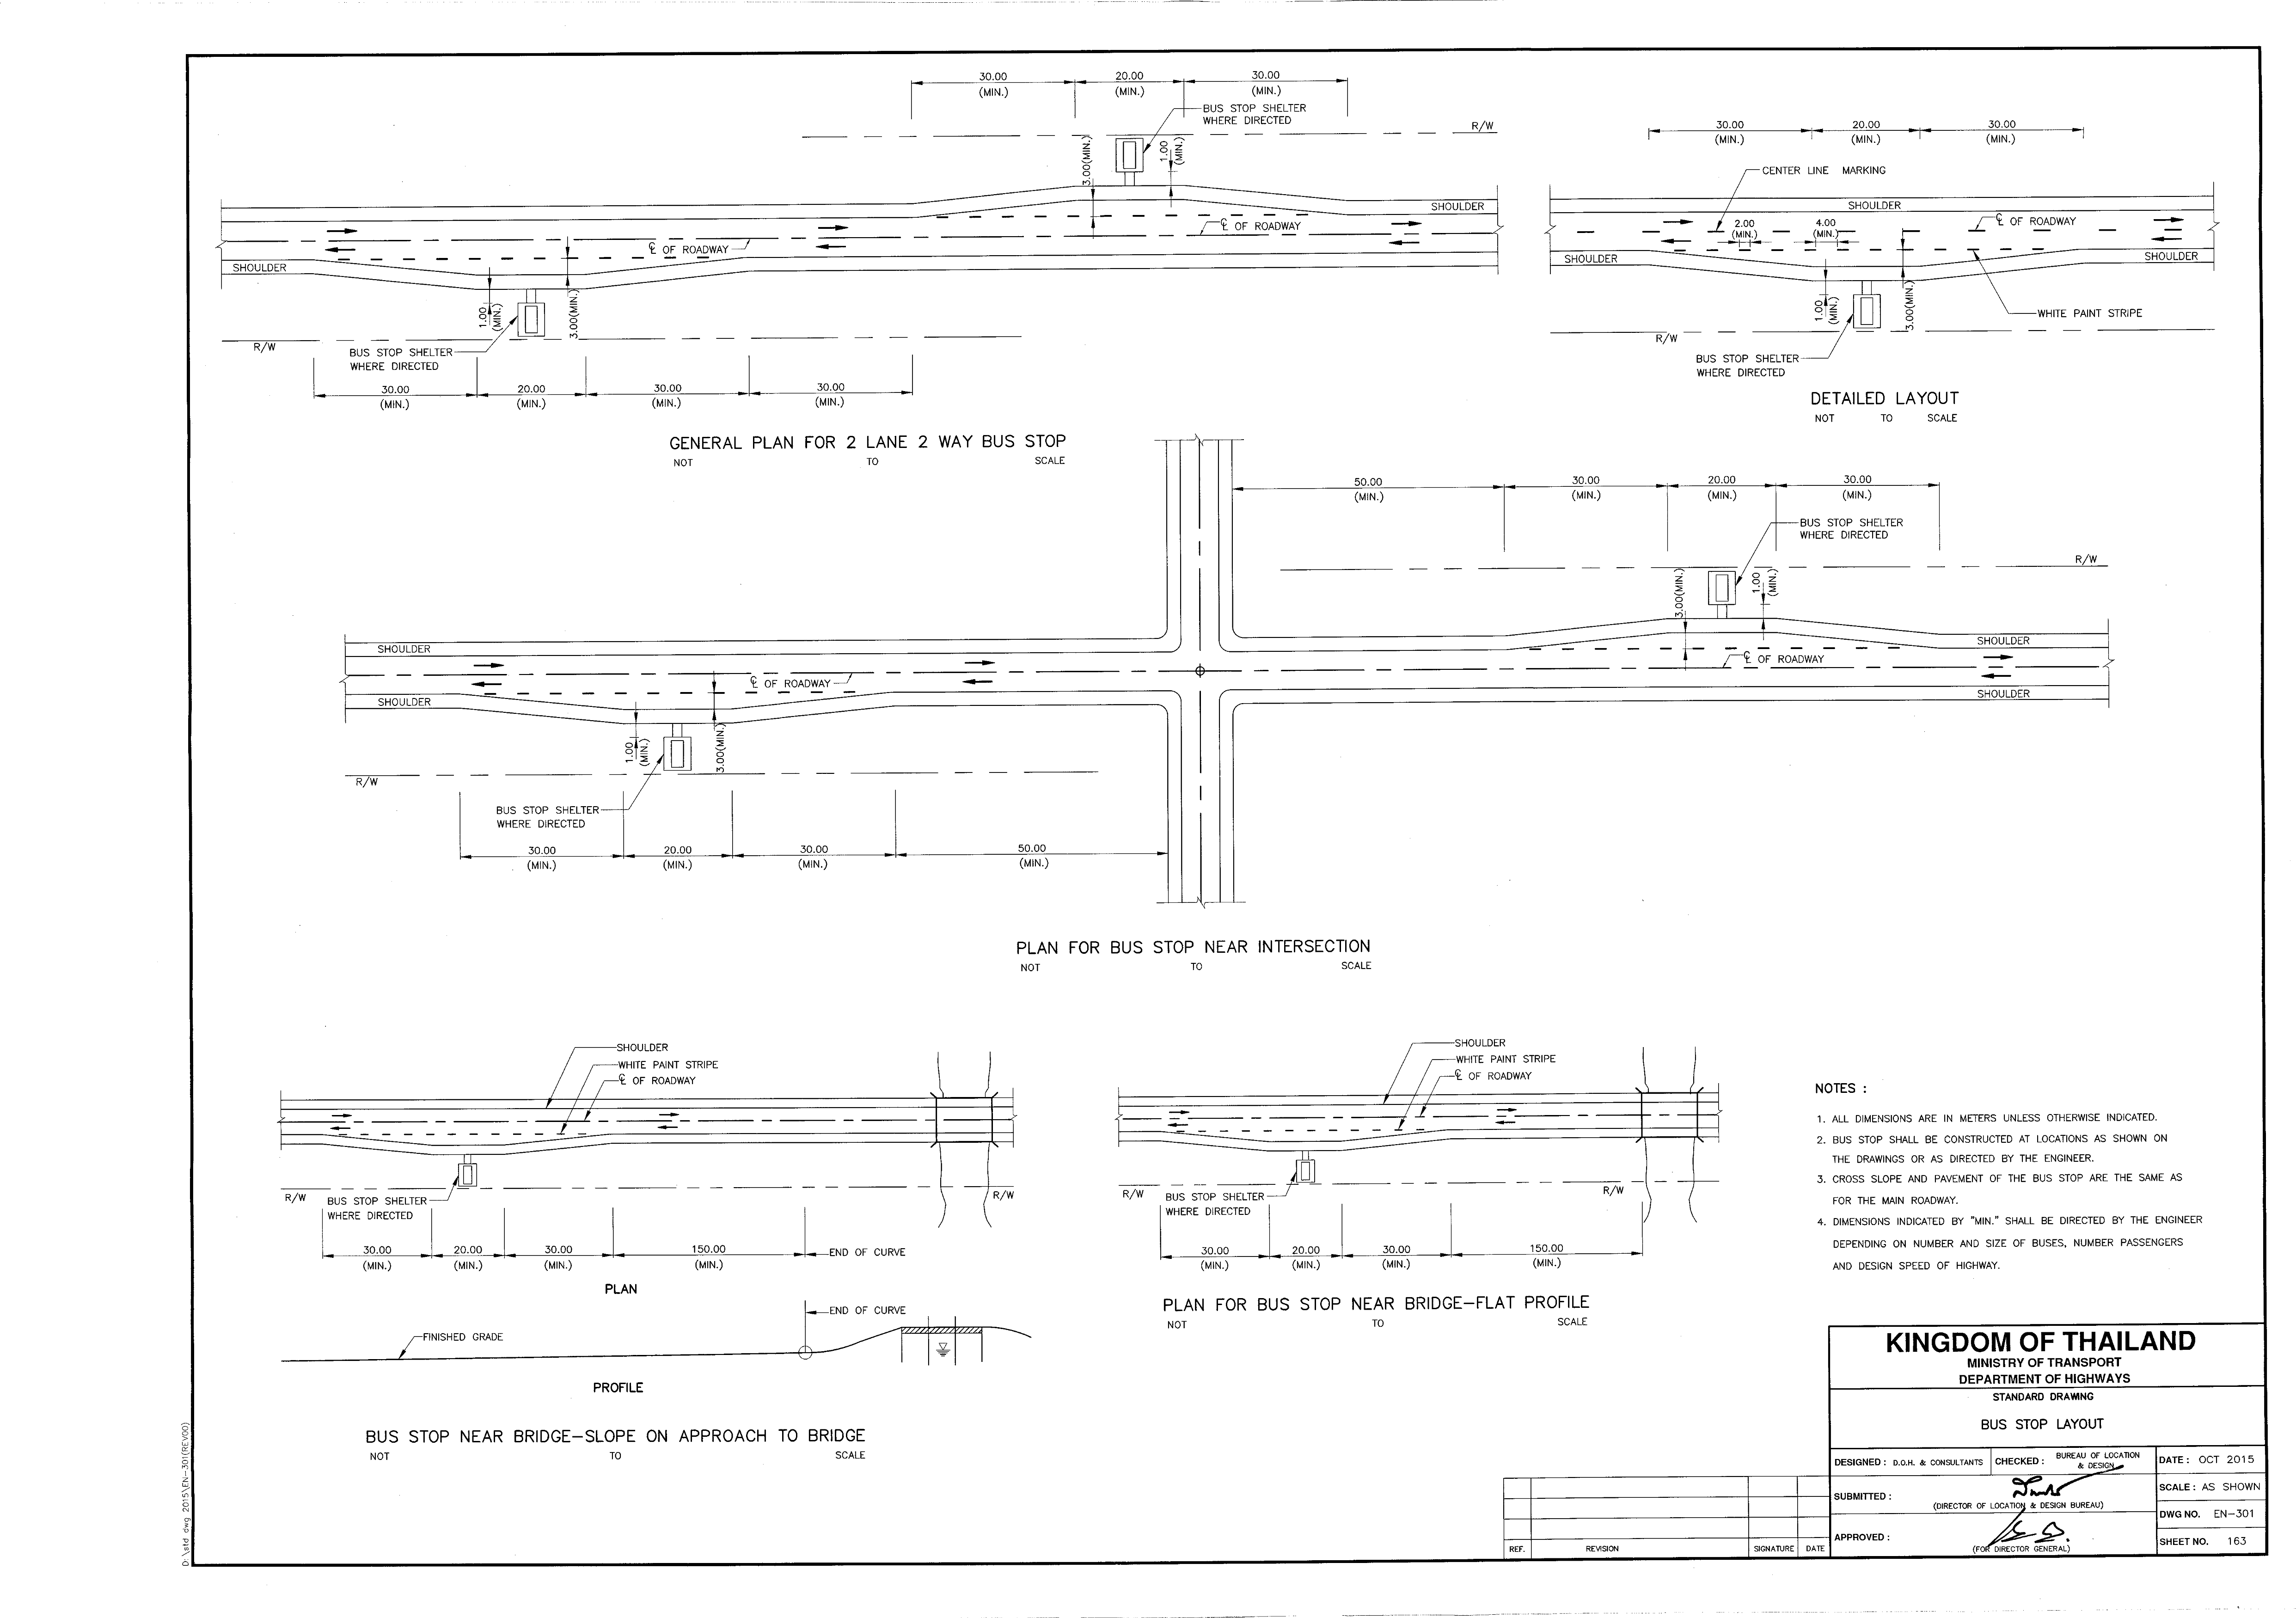 30.00 20.00 30.00
(MIN.) (MIN.) (MIN.)
BUS STOP SHELTER
WHERE DIRECTED
R/W
3.00(MIN.)
1.00
(MIN.)
SHOULDER
℄ OF ROADWAY
℄ OF ROADWAY
SHOULDER
1.00
(MIN.)
3.00(MIN.)
R/W
BUS STOP SHELTER
WHERE DIRECTED
30.00 20.00 30.00 30.00
(MIN.) (MIN.) (MIN.) (MIN.)
GENERAL PLAN FOR 2 LANE 2 WAY BUS STOP
NOT TO SCALE
30.00 20.00 30.00
(MIN.) (MIN.) (MIN.)
CENTER LINE MARKING
SHOULDER
℄ OF ROADWAY
2.00 4.00
(MIN.) (MIN.)
SHOULDER SHOULDER
1.00
(MIN.)
3.00(MIN.)
WHITE PAINT STRIPE
R/W
BUS STOP SHELTER
WHERE DIRECTED
DETAILED LAYOUT
NOT TO SCALE
50.00 30.00 20.00 30.00
(MIN.) (MIN.) (MIN.) (MIN.)
BUS STOP SHELTER
WHERE DIRECTED
R/W
3.00(MIN.)
1.00
(MIN.)
SHOULDER SHOULDER
℄ OF ROADWAY
℄ OF ROADWAY
SHOULDER SHOULDER
1.00
(MIN.)
3.00(MIN.)
R/W
BUS STOP SHELTER
WHERE DIRECTED
30.00 20.00 30.00 50.00
(MIN.) (MIN.) (MIN.) (MIN.)
PLAN FOR BUS STOP NEAR INTERSECTION
NOT TO SCALE
SHOULDER
WHITE PAINT STRIPE
℄ OF ROADWAY
R/W R/W
BUS STOP SHELTER
WHERE DIRECTED
30.00 20.00 30.00 150.00 END OF CURVE
(MIN.) (MIN.) (MIN.) (MIN.)
PLAN
END OF CURVE
FINISHED GRADE
PROFILE
BUS STOP NEAR BRIDGE-SLOPE ON APPROACH TO BRIDGE
NOT TO SCALE
SHOULDER
WHITE PAINT STRIPE
℄ OF ROADWAY
R/W R/W
BUS STOP SHELTER
WHERE DIRECTED
30.00 20.00 30.00 150.00
(MIN.) (MIN.) (MIN.) (MIN.)
PLAN FOR BUS STOP NEAR BRIDGE-FLAT PROFILE
NOT TO SCALE
NOTES :
1. ALL DIMENSIONS ARE IN METERS UNLESS OTHERWISE INDICATED.
2. BUS STOP SHALL BE CONSTRUCTED AT LOCATIONS AS SHOWN ON
THE DRAWINGS OR AS DIRECTED BY THE ENGINEER.
3. CROSS SLOPE AND PAVEMENT OF THE BUS STOP ARE THE SAME AS
FOR THE MAIN ROADWAY.
4. DIMENSIONS INDICATED BY "MIN." SHALL BE DIRECTED BY THE ENGINEER
DEPENDING ON NUMBER AND SIZE OF BUSES, NUMBER PASSENGERS
AND DESIGN SPEED OF HIGHWAY.
KINGDOM OF THAILAND
MINISTRY OF TRANSPORT
DEPARTMENT OF HIGHWAYS
STANDARD DRAWING
BUS STOP LAYOUT
DESIGNED : D.O.H. & CONSULTANTS
CHECKED : BUREAU OF LOCATION
& DESIGN
DATE : OCT 2015
SUBMITTED :
(DIRECTOR OF LOCATION & DESIGN BUREAU)
SCALE : AS SHOWN
DWG NO. EN-301
APPROVED :
(FOR DIRECTOR GENERAL)
SHEET NO. 163
REF. REVISION SIGNATURE DATE
D:\std dwg 2015\EN-301(REV00)